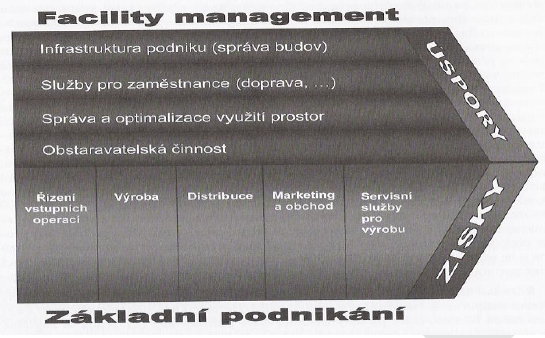 Facility management
Infrastruktura podniku (správa budov)
Služby pro zaměstnance (doprava, ...)
Správa a optimalizace využití prostor
Obstaravatelská činnost
ÚSPORY
Řízení
vstupních
operací
Výroba
Distribuce
Marketing
a obchod
Servisní
služby
pro
výrobu
ZISKY
Základní podnikání